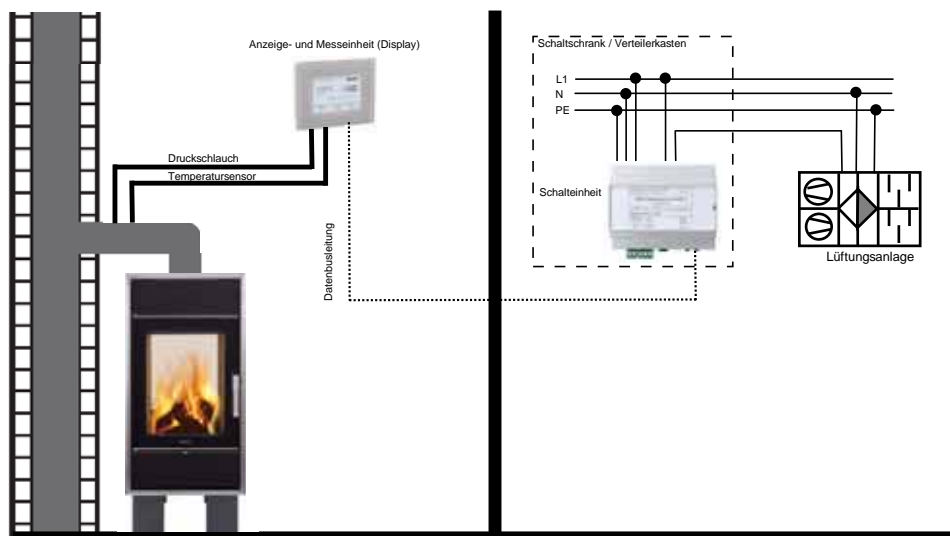 Anzeige- und Messeinheit (Display)
Druckschlauch
Temperatursensor
Datenbusleitung
Schaltschrank / Verteilerkasten
L1
N
PE
Schalteinheit
Lüftungsanlage